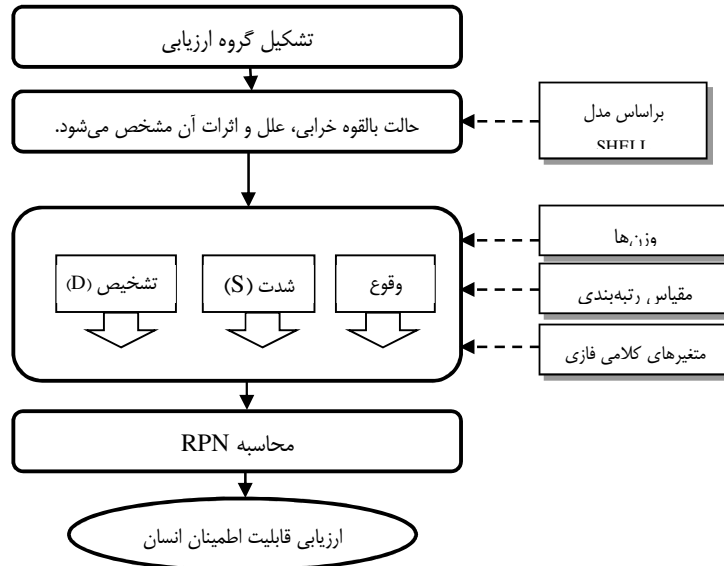 تشکیل گروه ارزیابی
حالت بالقوه خرابی، علل و اثرات آن مشخص می‌شود.
براساس مدل
SHELL
وزن‌ها
وقوع
شدت (S)
تشخیص (D)
مقیاس رتبه‌بندی
متغیرهای کلامی فازی
محاسبه RPN
ارزیابی قابلیت اطمینان انسان